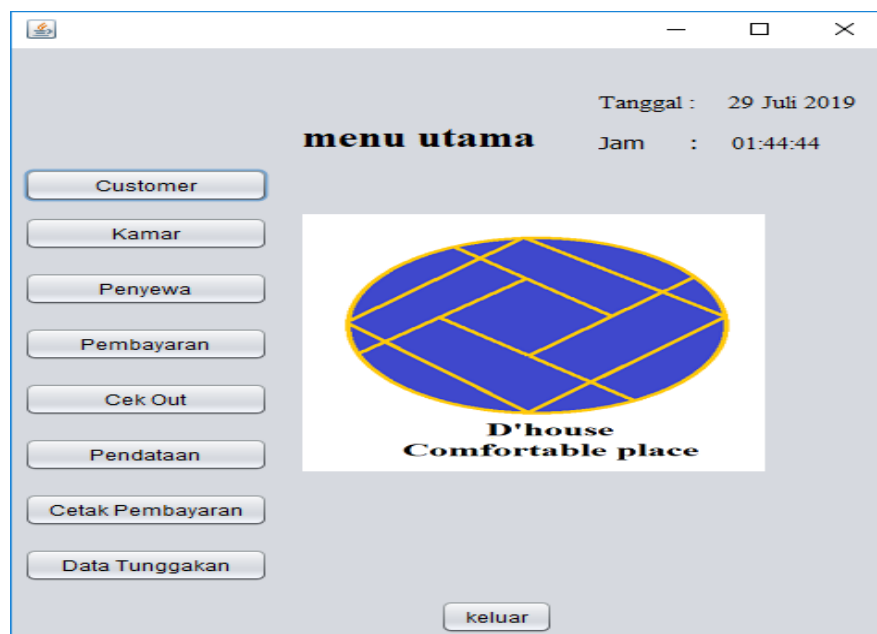 Tanggal : 29 Juli 2019
menu utama
Jam : 01:44:44
Customer
Kamar
Penyewa
Pembayaran
Cek Out
Pendataan
Cetak Pembayaran
Data Tunggakan
D'house
Comfortable place
keluar